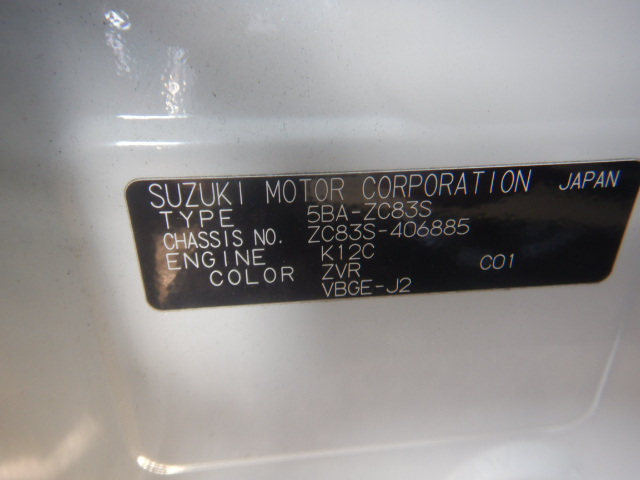 SUZUKI MOTOR CORPORATION JAPAN
TYPE 5BA-ZC83S
CHASSIS NO. ZC83S-406885
ENGINE K12C
COLOR ZVR C01
VBGE-J2